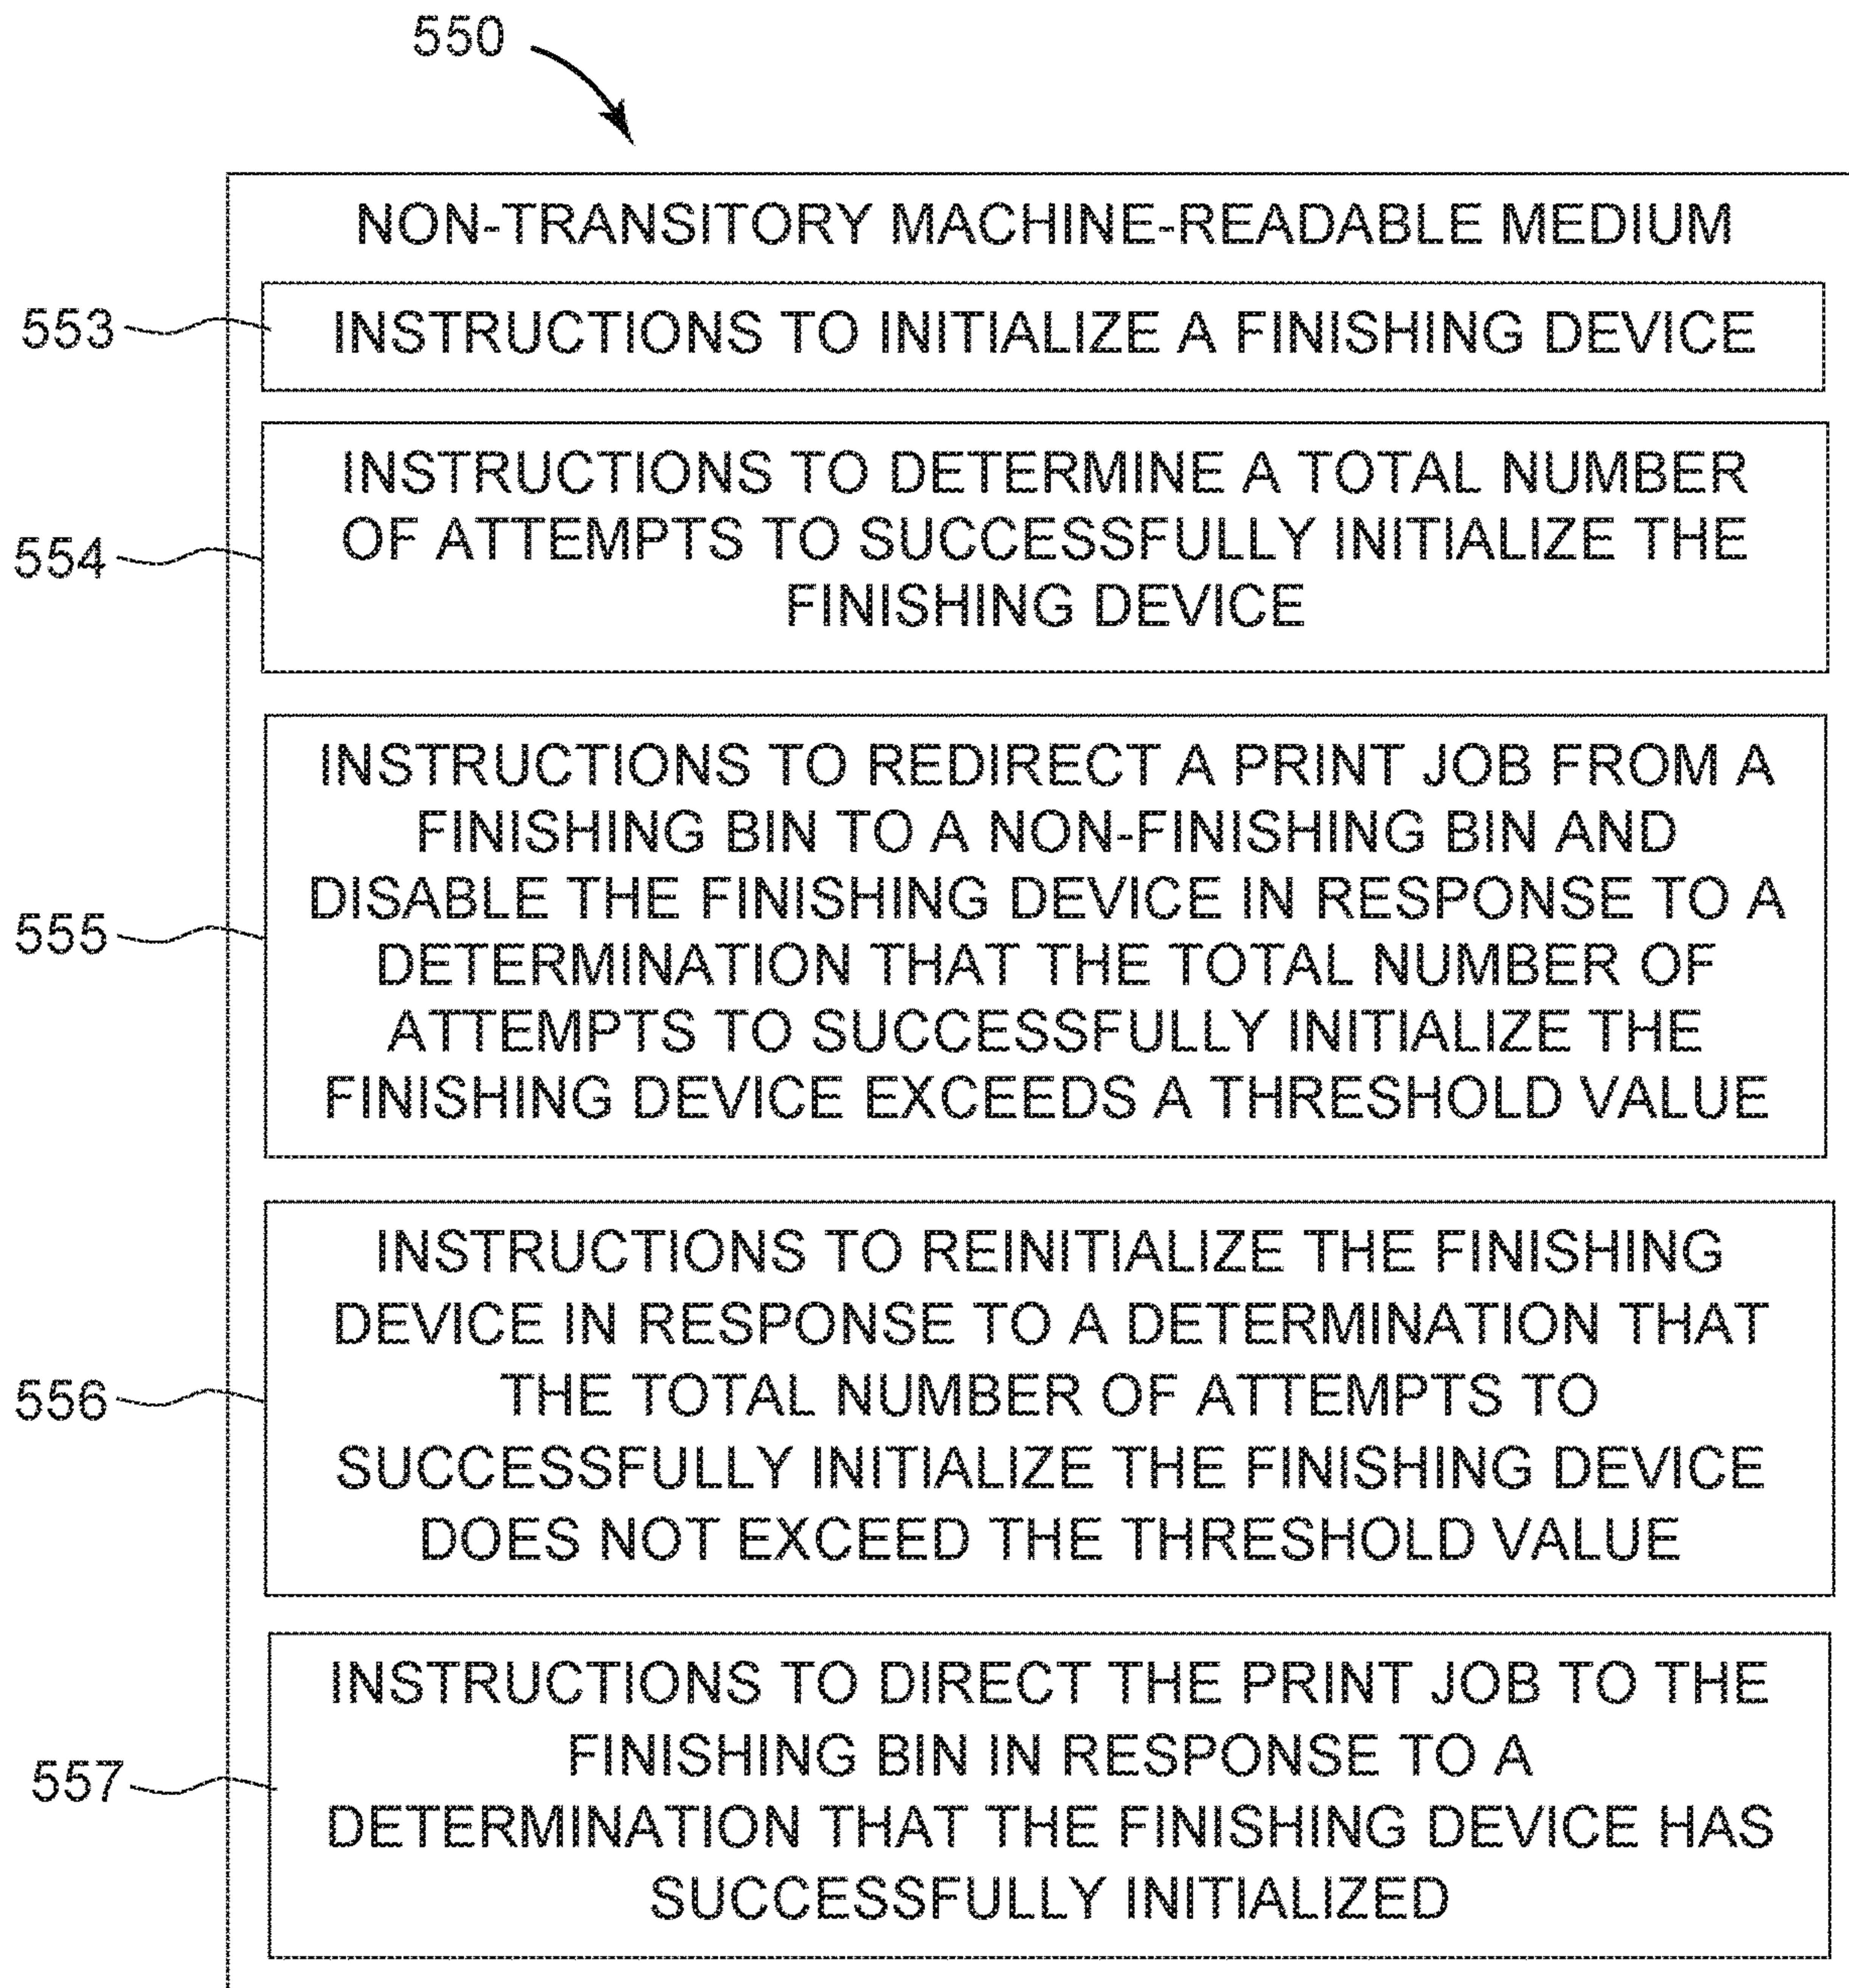 550
NON-TRANSITORY MACHINE-READABLE MEDIUM
553
INSTRUCTIONS TO INITIALIZE A FINISHING DEVICE
554
INSTRUCTIONS TO DETERMINE A TOTAL NUMBER
OF ATTEMPTS TO SUCCESSFULLY INITIALIZE THE
FINISHING DEVICE
555
INSTRUCTIONS TO REDIRECT A PRINT JOB FROM A
FINISHING BIN TO A NON-FINISHING BIN AND
DISABLE THE FINISHING DEVICE IN RESPONSE TO A
DETERMINATION THAT THE TOTAL NUMBER OF
ATTEMPTS TO SUCCESSFULLY INITIALIZE THE
FINISHING DEVICE EXCEEDS A THRESHOLD VALUE
556
INSTRUCTIONS TO REINITIALIZE THE FINISHING
DEVICE IN RESPONSE TO A DETERMINATION THAT
THE TOTAL NUMBER OF ATTEMPTS TO
SUCCESSFULLY INITIALIZE THE FINISHING DEVICE
DOES NOT EXCEED THE THRESHOLD VALUE
557
INSTRUCTIONS TO DIRECT THE PRINT JOB TO THE
FINISHING BIN IN RESPONSE TO A
DETERMINATION THAT THE FINISHING DEVICE HAS
SUCCESSFULLY INITIALIZED